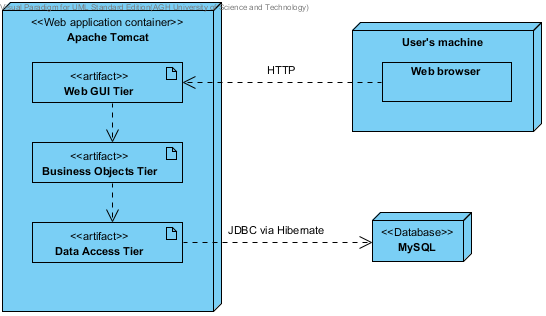 Visual Paradigm for UML Standard Edition(AGH University of Science and Technology)
<<Web application container>>
Apache Tomcat
<<artifact>>
Web GUI Tier
<<artifact>>
Business Objects Tier
<<artifact>>
Data Access Tier
HTTP
User's machine
Web browser
JDBC via Hibernate
<<Database>>
MySQL